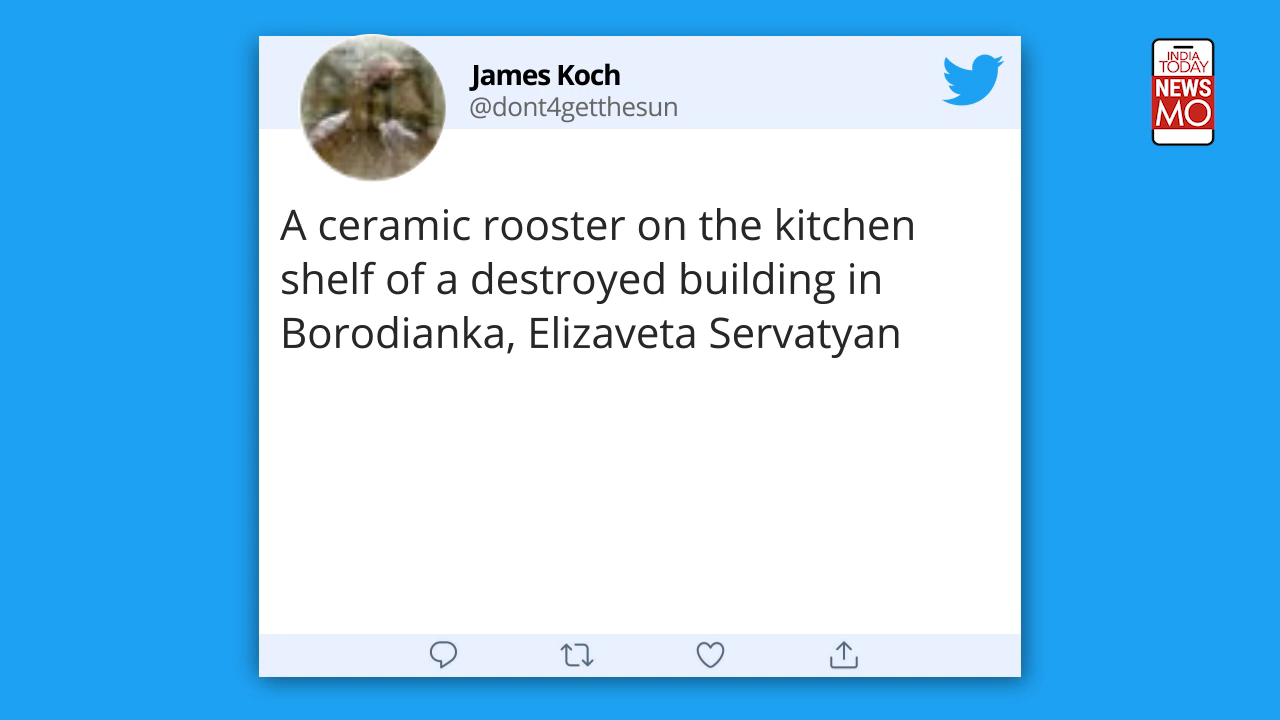 James Koch
@dont4getthesun
INDIA
TODAY
NEWS
MO
A ceramic rooster on the kitchen
shelf of a destroyed building in
Borodianka, Elizaveta Servatyan